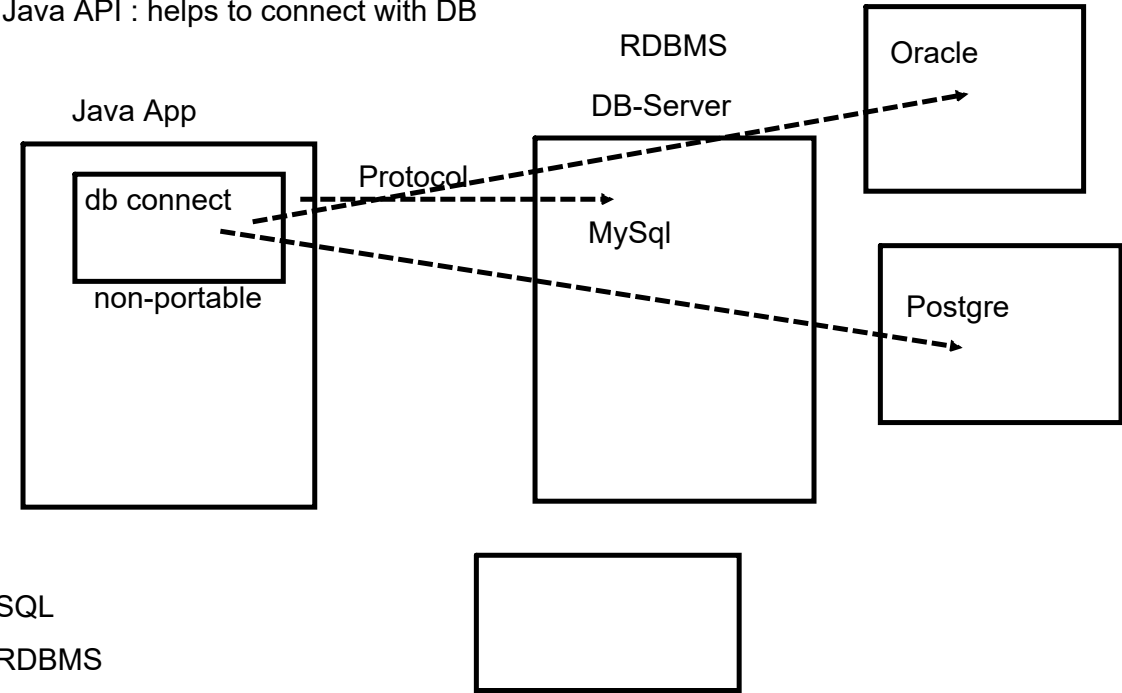 Java API : helps to connect with DB
RDBMS
Oracle
DB-Server
Java App
Protocol
db connect
MySql
non-portable
Postgre
SQL
RDBMS